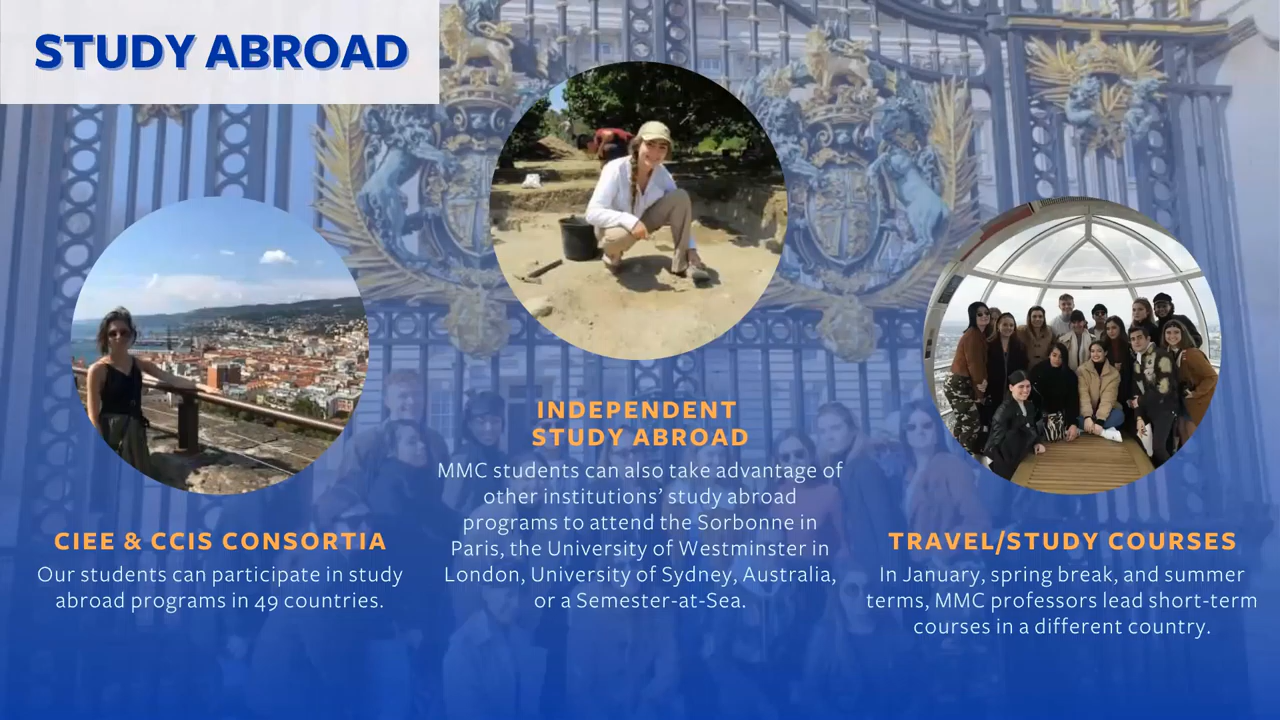 STUDY ABROAD
CIEE & CCIS CONSORTIA
Our students can participate in study
abroad programs in 49 countries.
INDEPENDENT
STUDY ABROAD
MMC students can also take advantage of
other institutions’ study abroad
programs to attend the Sorbonne in
Paris, the University of Westminster in
London, University of Sydney, Australia,
or a Semester-at-Sea.
TRAVEL/STUDY COURSES
In January, spring break, and summer
terms, MMC professors lead short-term
courses in a different country.